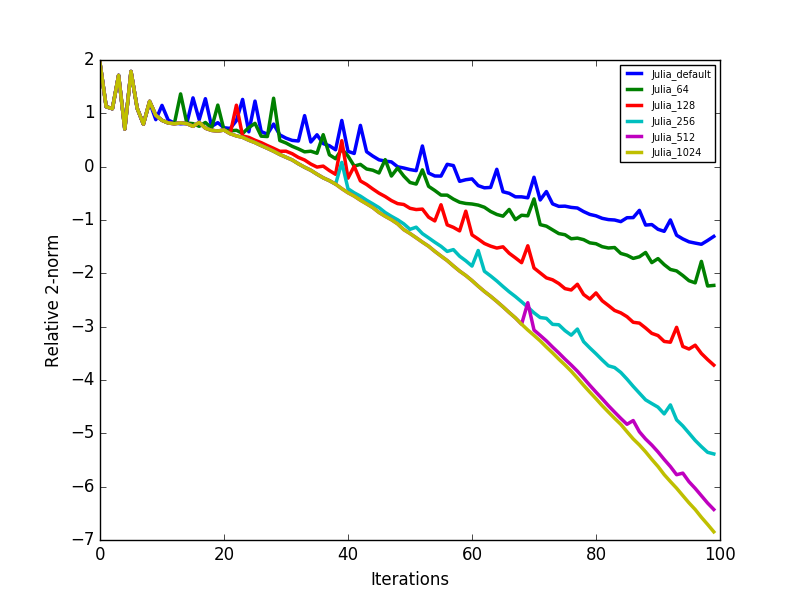 2
1
0
−1
−2
−3
−4
−5
−6
−7
Relative 2-norm
Julia_default
Julia_64
Julia_128
Julia_256
Julia_512
Julia_1024
0 20 40 60 80 100
Iterations